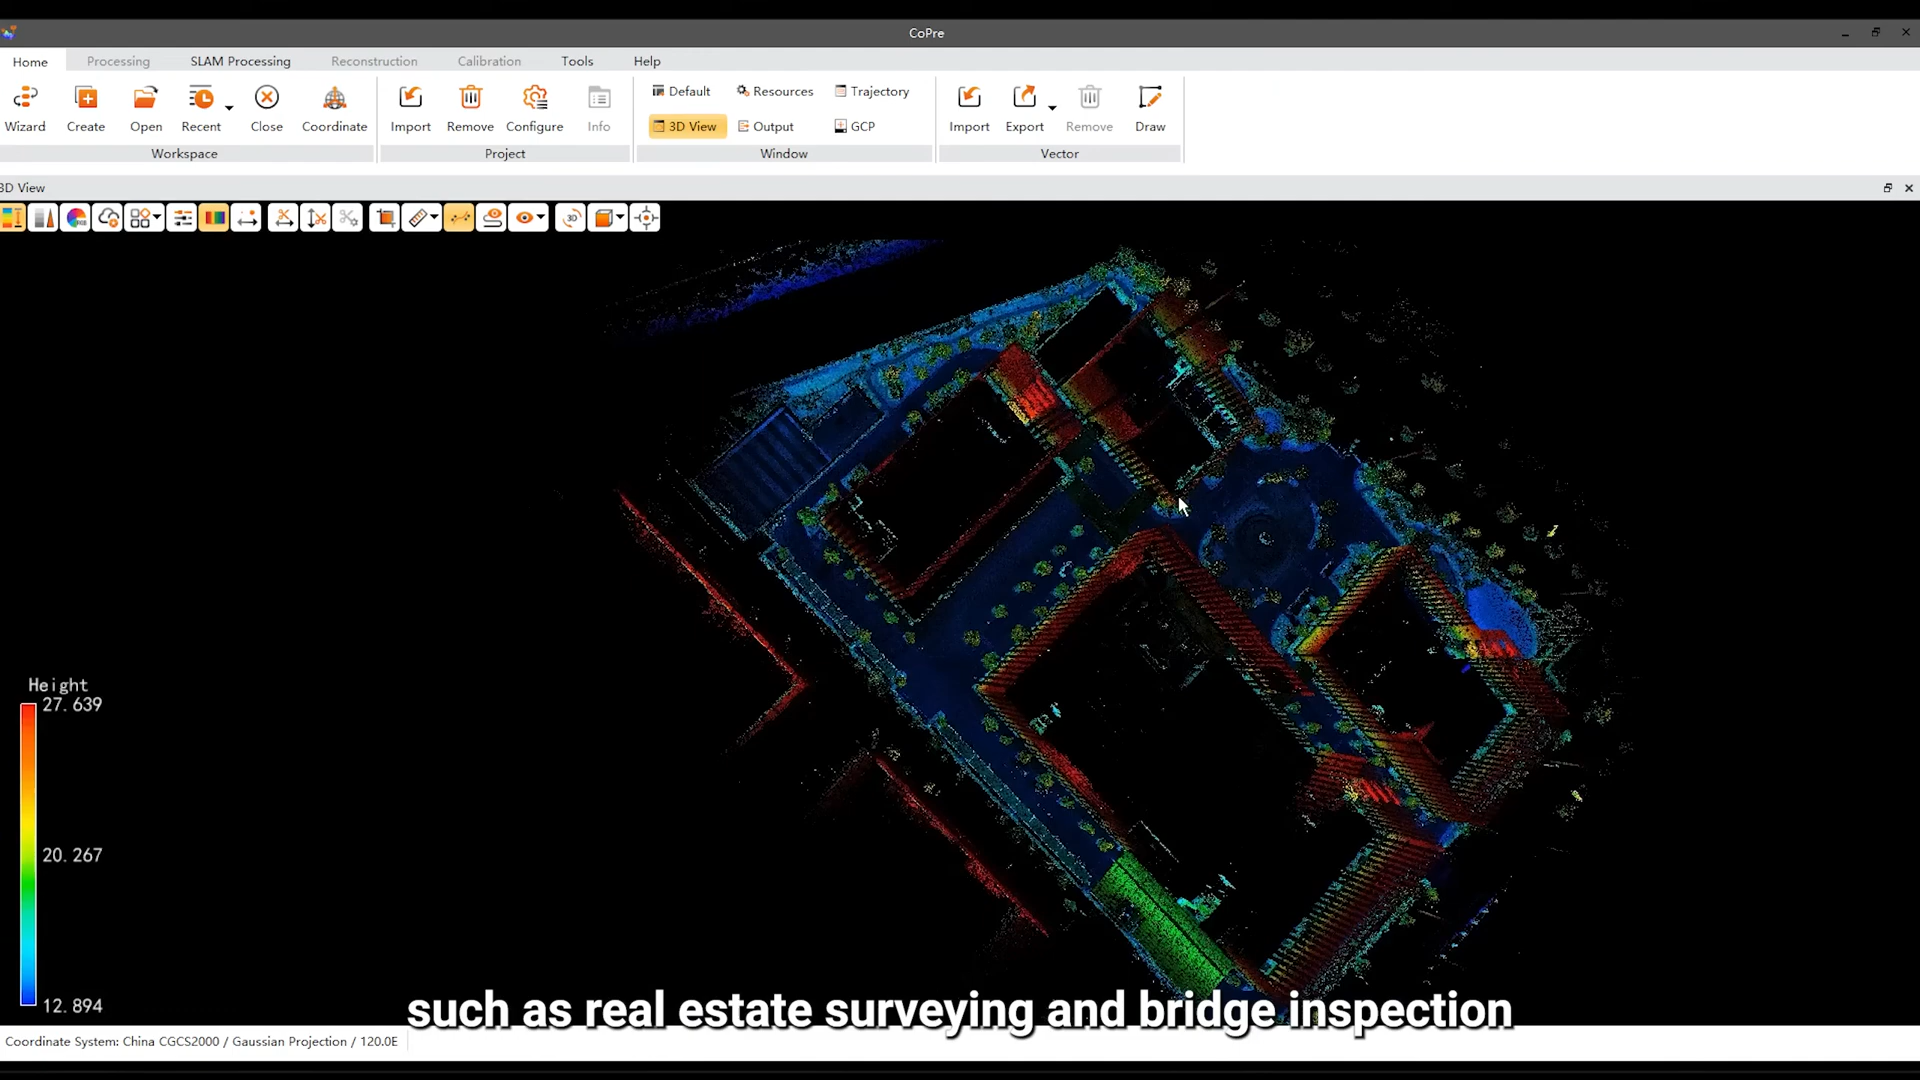 CoPre
Home Processing SLAM Processing Reconstruction Calibration Tools Help
Default Resources Trajectory
Wizard Create Open Recent Close Coordinate Import Remove Configure Info 3D View Output GCP Import Export Remove Draw
Workspace Project Window Vector
3D View
3D
Height
27.639
20.267
12.894
such as real estate surveying and bridge inspection
Coordinate System: China CGCS2000 / Gaussian Projection / 120.0E